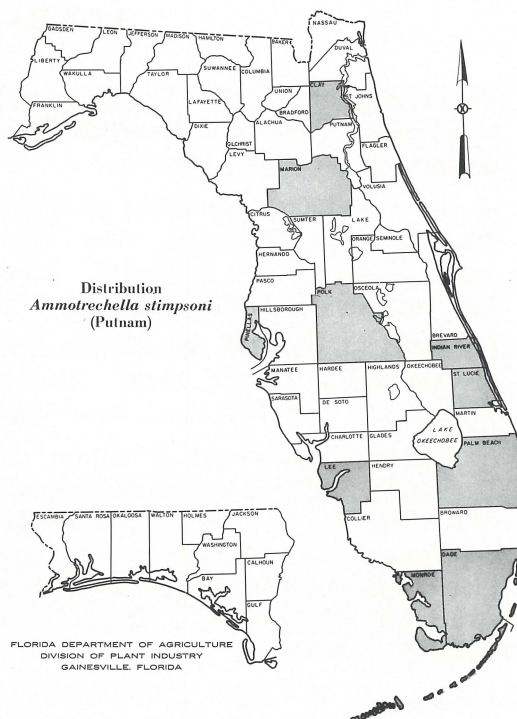 NASSAU
GADSDEN
LEON
JEFFERSON
MADISON
HAMILTON
BAKER
DUVAL
LIBERTY
WAKULLA
TAYLOR
SUWANNEE
COLUMBIA
UNION
CLAY
ST JOHNS
FRANKLIN
LAFAYETTE
BRADFORD
DIXIE
ALACHUA
PUTNAM
GILCHRIST
FLAGLER
LEVY
MARION
VOLUSIA
CITRUS
SUMTER
LAKE
ORANGE
SEMINOLE
HERNANDO
PASCO
Distribution
Ammotrechella stimpsoni
(Putnam)
POLK
OSCEOLA
HILLSBOROUGH
PINELLAS
BREVARD
INDIAN RIVER
MANATEE
HARDEE
HIGHLANDS
OKEECHOBEE
ST LUCIE
SARASOTA
DE SOTO
MARTIN
LAKE
OKEECHOBEE
CHARLOTTE
GLADES
PALM BEACH
LEE
HENDRY
COLLIER
BROWARD
DADE
MONROE
ESCAMBIA
SANTA ROSA
OKALOOSA
WALTON
HOLMES
JACKSON
WASHINGTON
BAY
CALHOUN
GULF
FLORIDA DEPARTMENT OF AGRICULTURE
DIVISION OF PLANT INDUSTRY
GAINESVILLE, FLORIDA